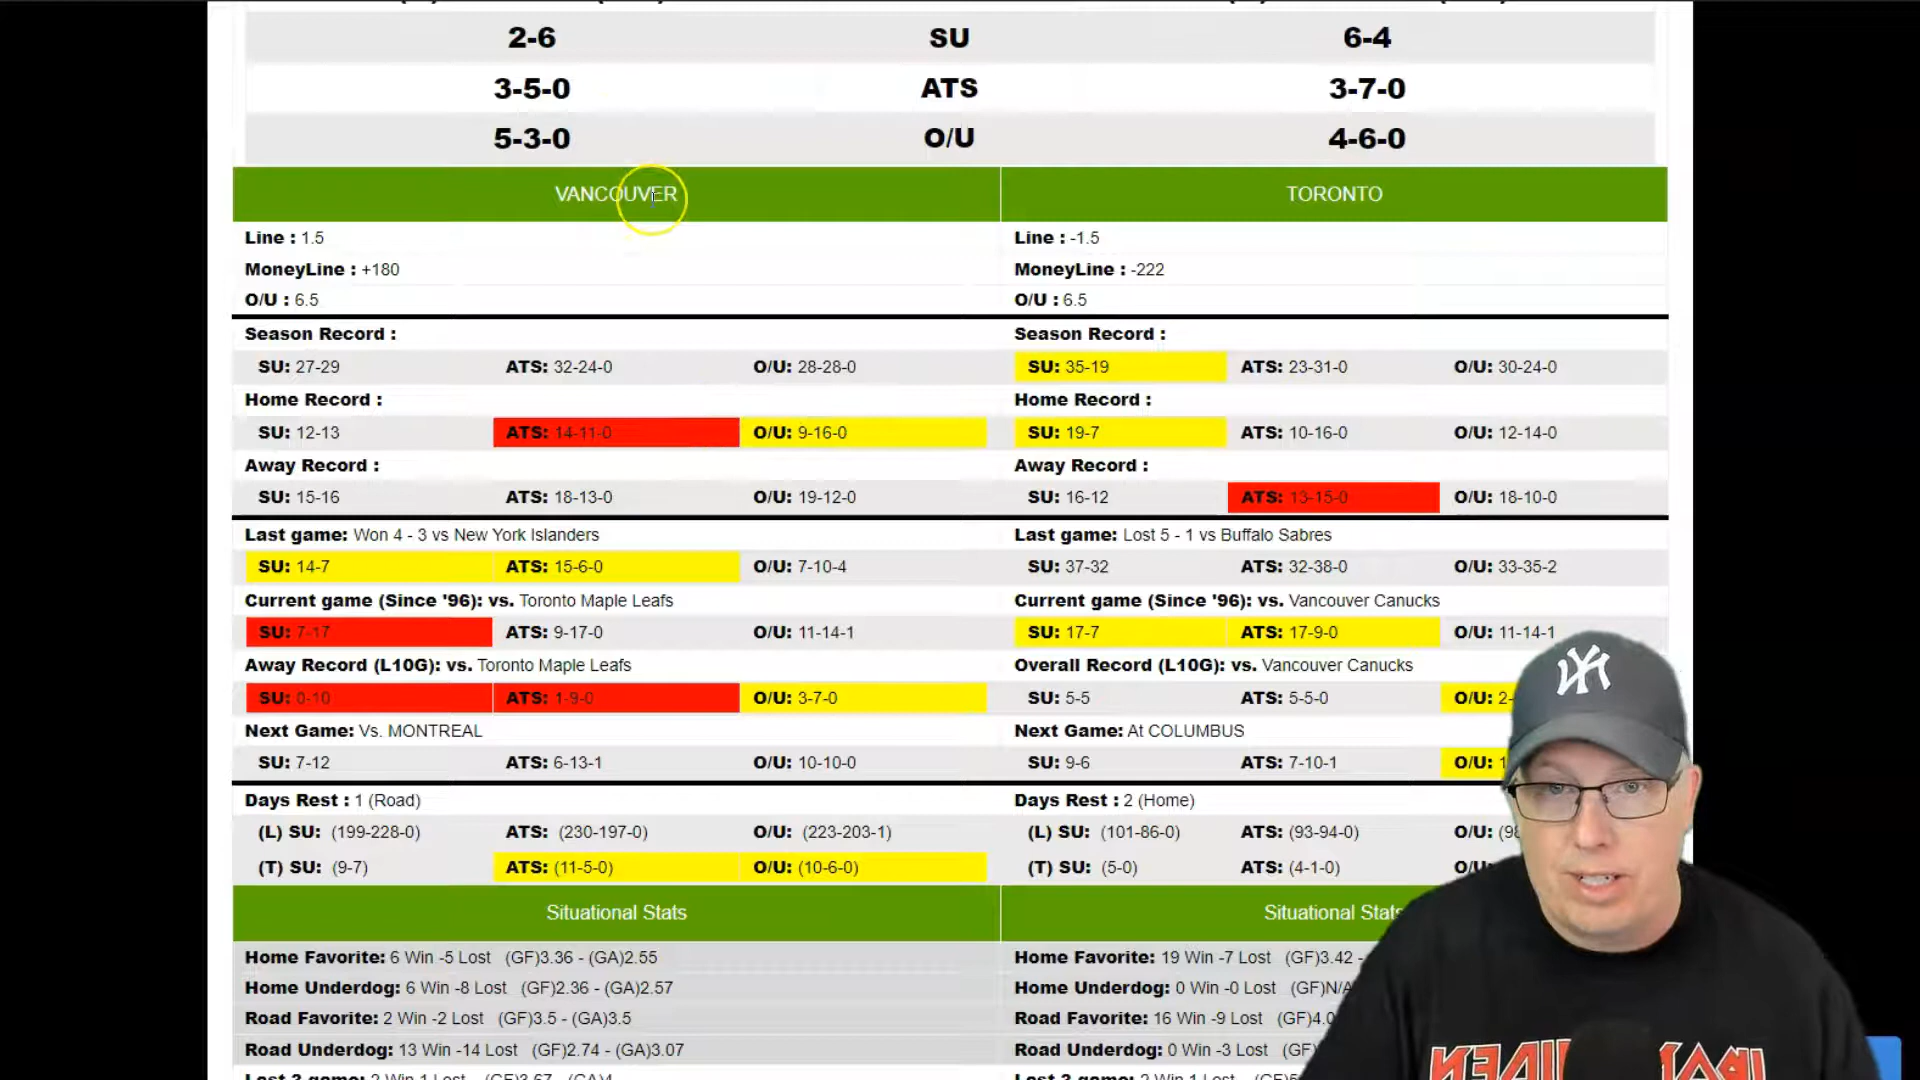 2-6 SU 6-4
3-5-0 ATS 3-7-0
5-3-0 O/U 4-6-0
VANCOUVER TORONTO
Line : 1.5 Line : -1.5
MoneyLine : +180 MoneyLine : -222
O/U : 6.5 O/U : 6.5
Season Record : Season Record :
SU: 27-29 ATS: 32-24-0 O/U: 28-28-0 SU: 35-19 ATS: 23-31-0 O/U: 30-24-0
Home Record : Home Record :
SU: 12-13 ATS: 14-11-0 O/U: 9-16-0 SU: 19-7 ATS: 10-16-0 O/U: 12-14-0
Away Record : Away Record :
SU: 15-16 ATS: 18-13-0 O/U: 19-12-0 SU: 16-12 ATS: 13-15-0 O/U: 18-10-0
Last game: Won 4 - 3 vs New York Islanders Last game: Lost 5 - 1 vs Buffalo Sabres
SU: 14-7 ATS: 15-6-0 O/U: 7-10-4 SU: 37-32 ATS: 32-38-0 O/U: 33-35-2
Current game (Since '96): vs. Toronto Maple Leafs Current game (Since '96): vs. Vancouver Canucks
SU: 7-17 ATS: 9-17-0 O/U: 11-14-1 SU: 17-7 ATS: 17-9-0 O/U: 11-14-1
Away Record (L10G): vs. Toronto Maple Leafs Overall Record (L10G): vs. Vancouver Canucks
SU: 0-10 ATS: 1-9-0 O/U: 3-7-0 SU: 5-5 ATS: 5-5-0 O/U: 2-
Next Game: Vs. MONTREAL Next Game: At COLUMBUS
SU: 7-12 ATS: 6-13-1 O/U: 10-10-0 SU: 9-6 ATS: 7-10-1 O/U: 1
Days Rest : 1 (Road) Days Rest : 2 (Home)
(L) SU: (199-228-0) ATS: (230-197-0) O/U: (223-203-1) (L) SU: (101-86-0) ATS: (93-94-0) O/U:
(T) SU: (9-7) ATS: (11-5-0) O/U: (10-6-0) (T) SU: (5-0) ATS: (4-1-0)
Situational Stats Situational Stats
Home Favorite: 6 Win -5 Lost (GF)3.36 - (GA)2.55 Home Favorite: 19 Win -7 Lost (GF)3.42 -
Home Underdog: 6 Win -8 Lost (GF)2.36 - (GA)2.57 Home Underdog: 0 Win -0 Lost (GF)N/A
Road Favorite: 2 Win -2 Lost (GF)3.5 - (GA)3.5 Road Favorite: 16 Win -9 Lost (GF)4.0
Road Underdog: 13 Win -14 Lost (GF)2.74 - (GA)3.07 Road Underdog: 0 Win -3 Lost (GF)
NY